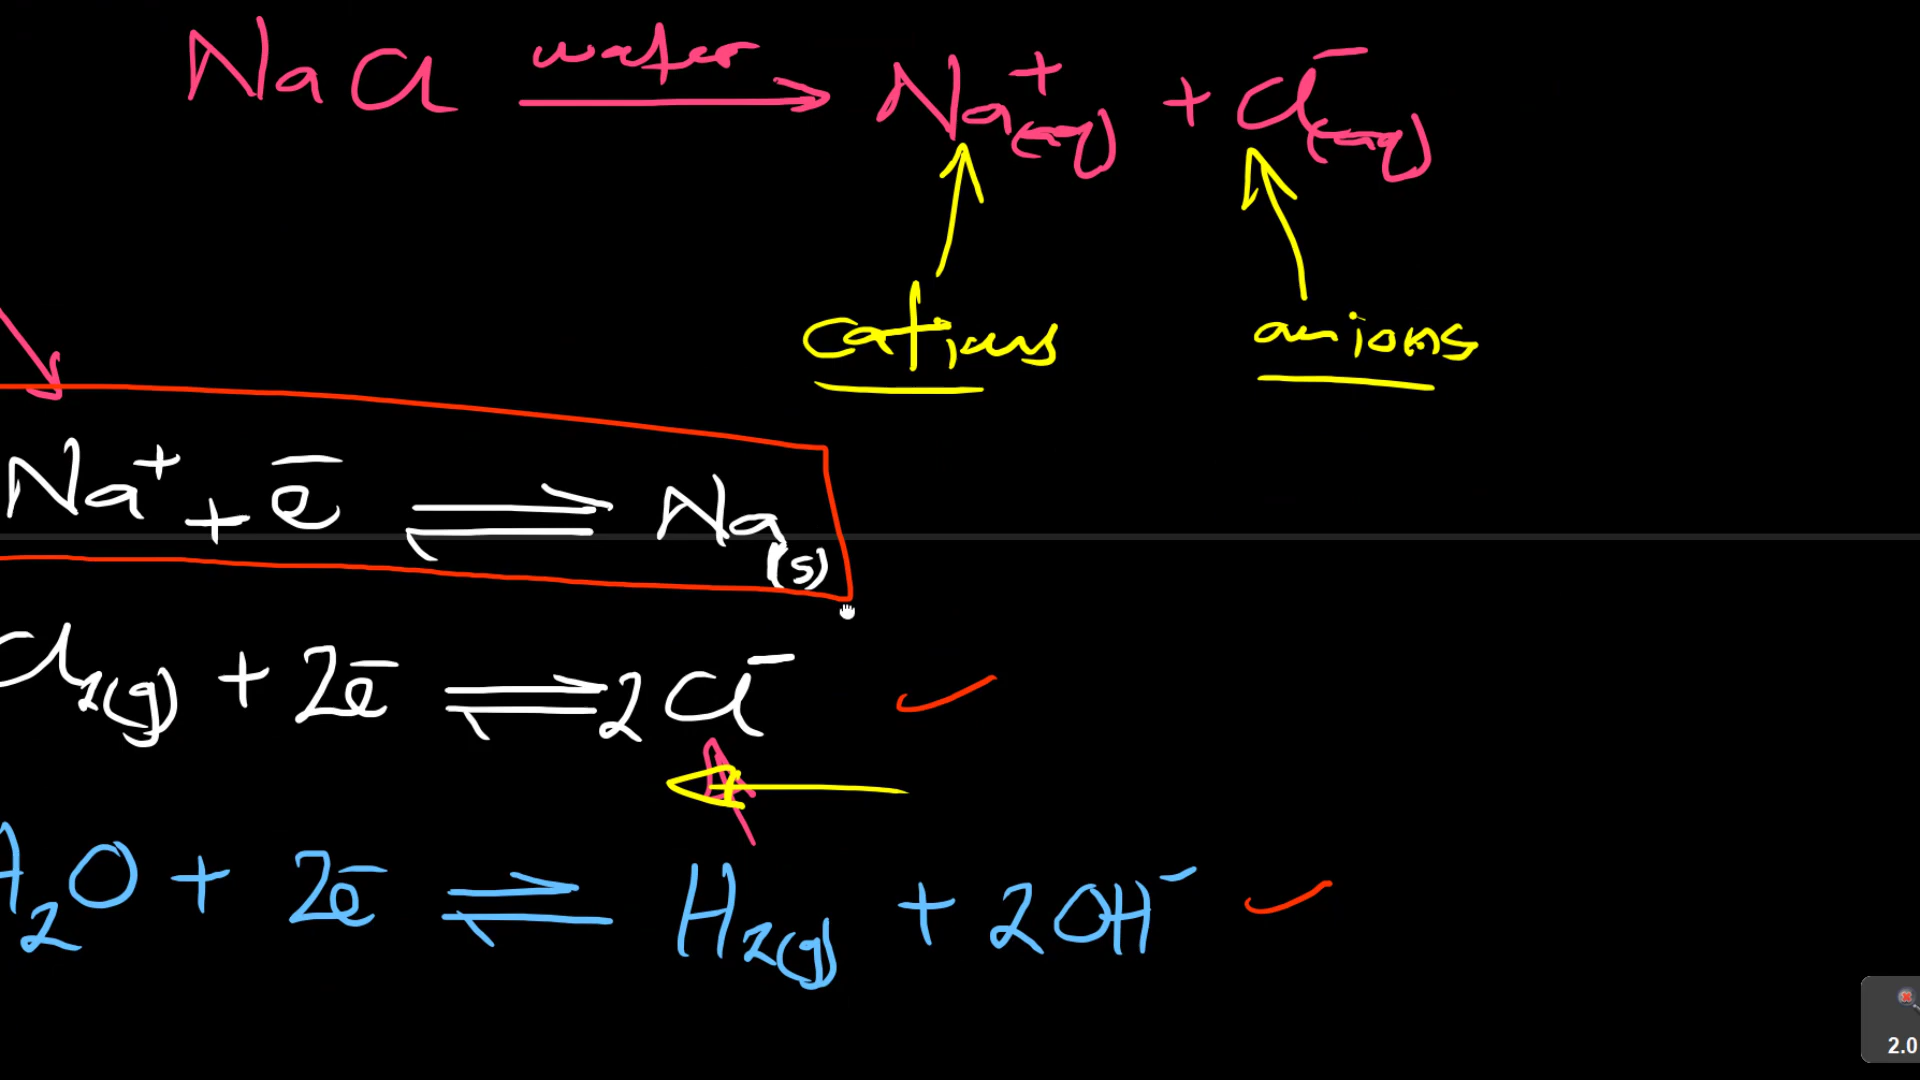 NaCl water → Na⁺(aq) + Cl⁻(aq)
cations anions
Na⁺ + e⁻ ⇌ Na(s)
Cl₂(g) + 2e⁻ ⇌ 2Cl⁻
H₂O + 2e⁻ ⇌ H₂(g) + 2OH⁻
2.0